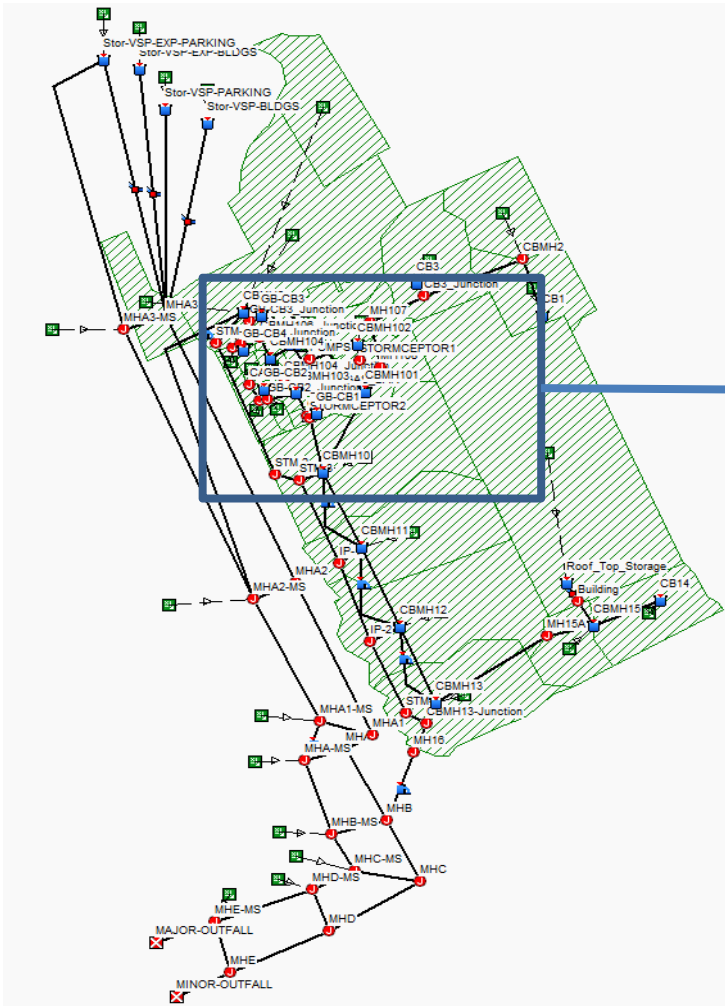 Stor-VSP-EXP-PARKING
Stor-VSP-EXP-BLDGS
Stor-VSP-PARKING
Stor-VSP-BLDGS
CBMH2
CB3
CB3_Junction
CB1
MHA3
MHA3-MS
GB-CB3
MH107
CBMH102
GB-CB4
CBMH104
STORMCEPTOR1
CBMH101
GB-CB2
GB-CB1
STORMCEPTOR2
CBMH10
CBMH11
MHA2
MHA2-MS
Roof_Top_Storage
Building
CB14
CBMH15
MH15A
CBMH12
IP-2
CBMH13
CBMH13-Junction
MHA1-MS
MHA1
MHA-MS
MH16
MHB
MHB-MS
MHC-MS
MHC
MHD-MS
MHD
MHE-MS
MAJOR-OUTFALL
MHE
MINOR-OUTFALL